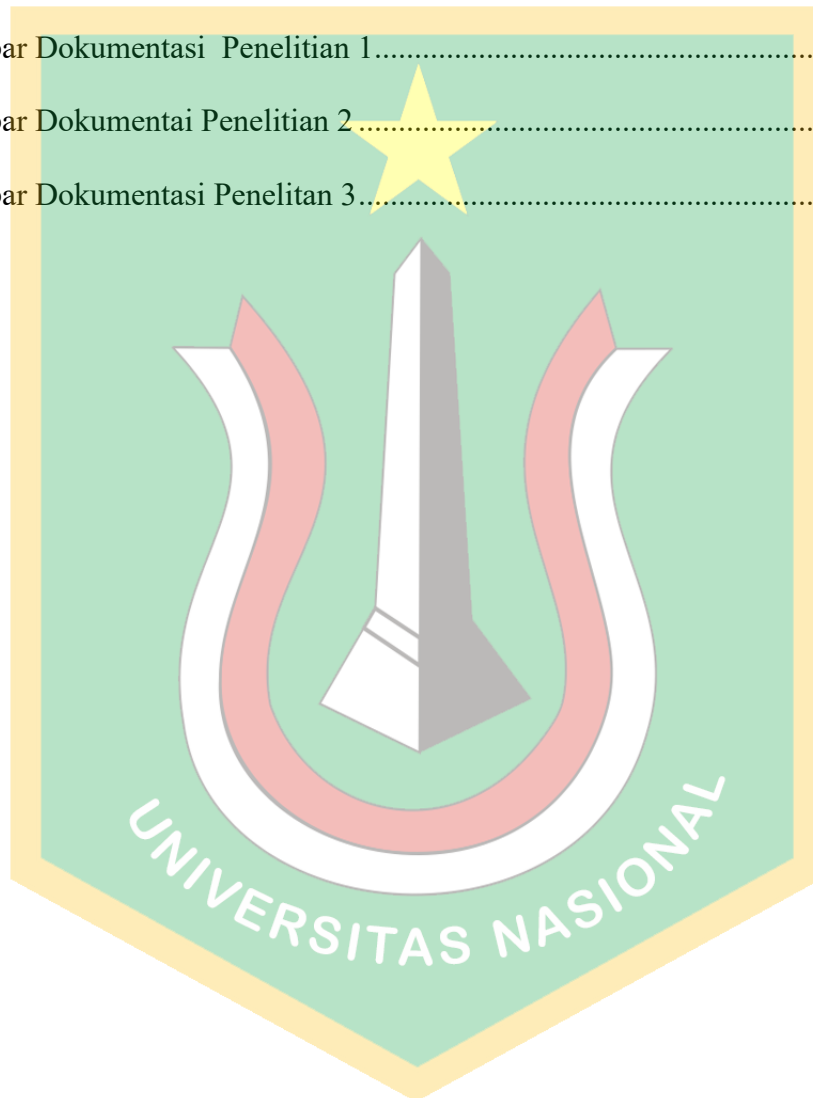 Dokumentasi Penelitian 1
Dokumentai Penelitian 2
Dokumentasi Penelitan 3
UNIVERSITAS NASIONAL